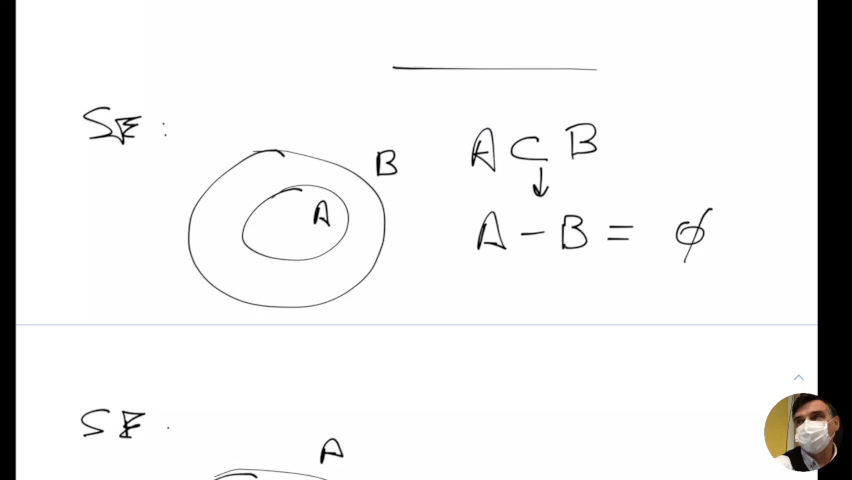 SE :
B
A
A ⊂ B
↓
A - B = ∅
SE .
A